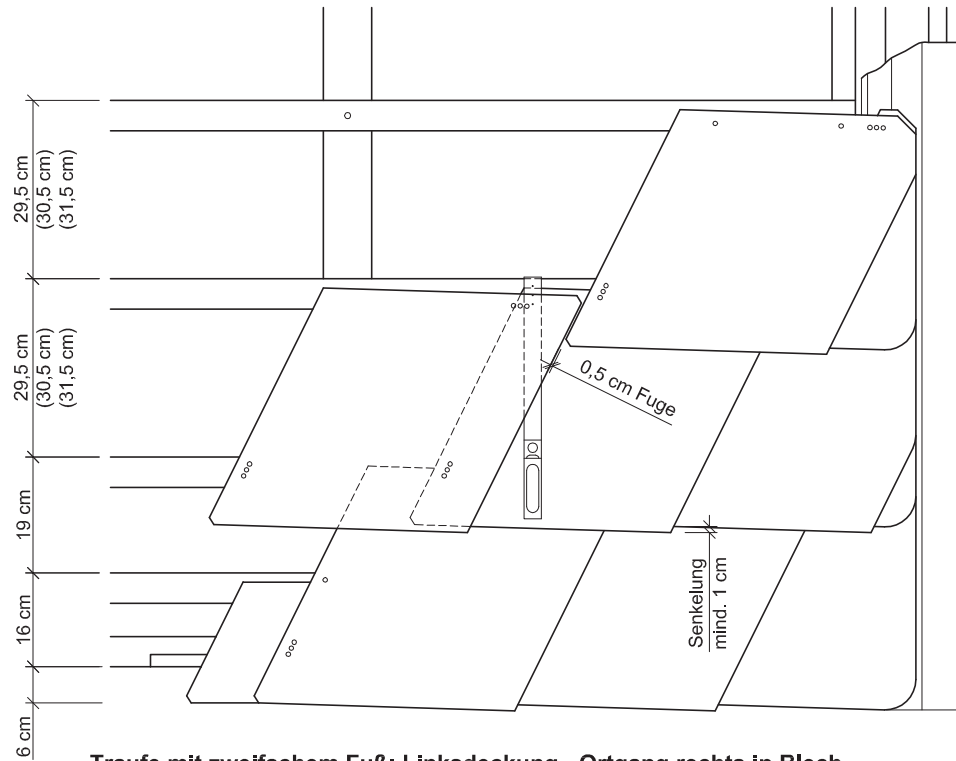 29,5 cm
(30,5 cm)
(31,5 cm)
29,5 cm
(30,5 cm)
(31,5 cm)
0,5 cm Fuge
19 cm
Senkelung
mind. 1 cm
16 cm
6 cm
Traufe mit zweifachem Fuß: Linksdeckung - Ortgang rechts in Blech